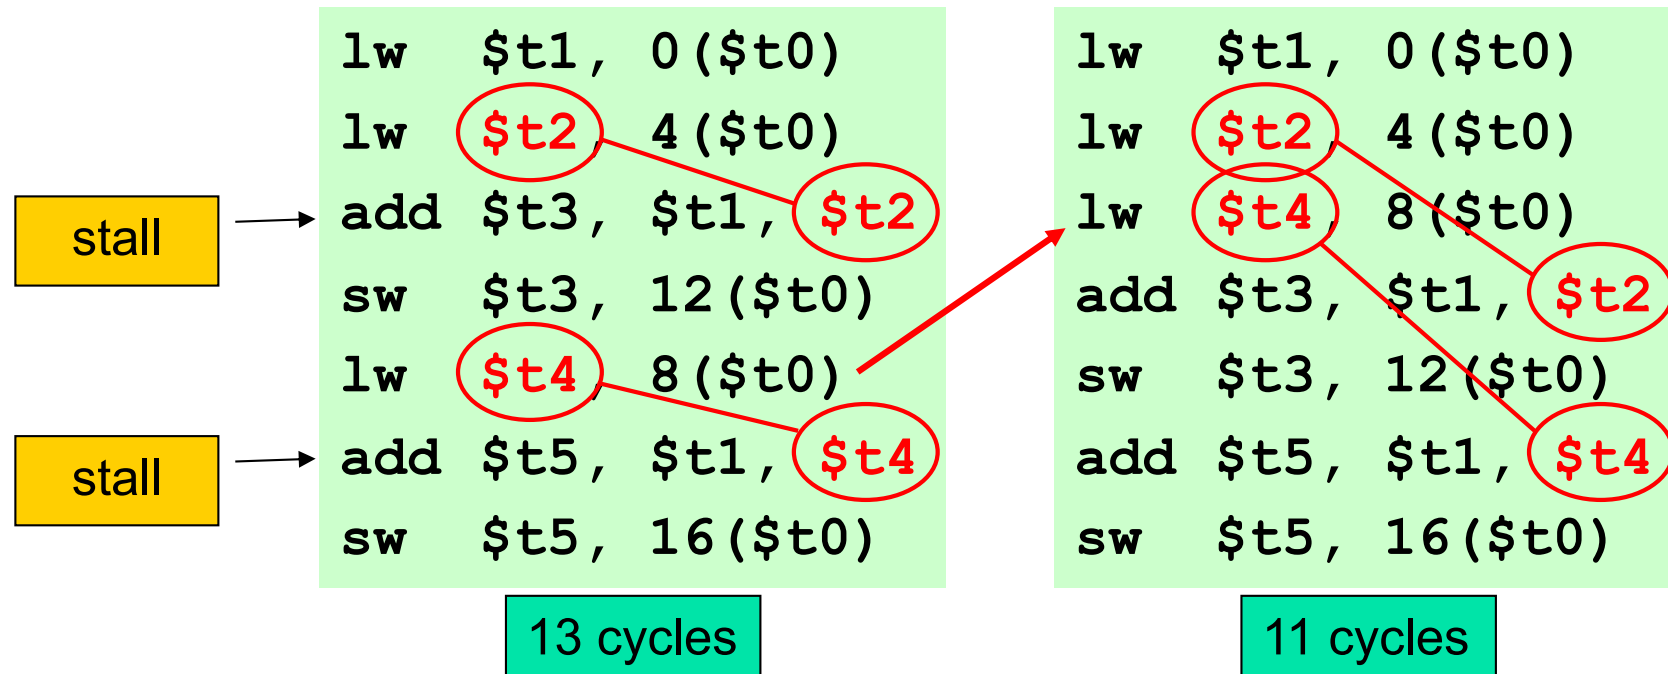 lw $t1, 0($t0)
lw $t2, 4($t0)
add $t3, $t1, $t2
sw $t3, 12($t0)
lw $t4, 8($t0)
add $t5, $t1, $t4
sw $t5, 16($t0)
stall
stall
13 cycles
lw $t1, 0($t0)
lw $t2, 4($t0)
lw $t4, 8($t0)
add $t3, $t1, $t2
sw $t3, 12($t0)
add $t5, $t1, $t4
sw $t5, 16($t0)
11 cycles